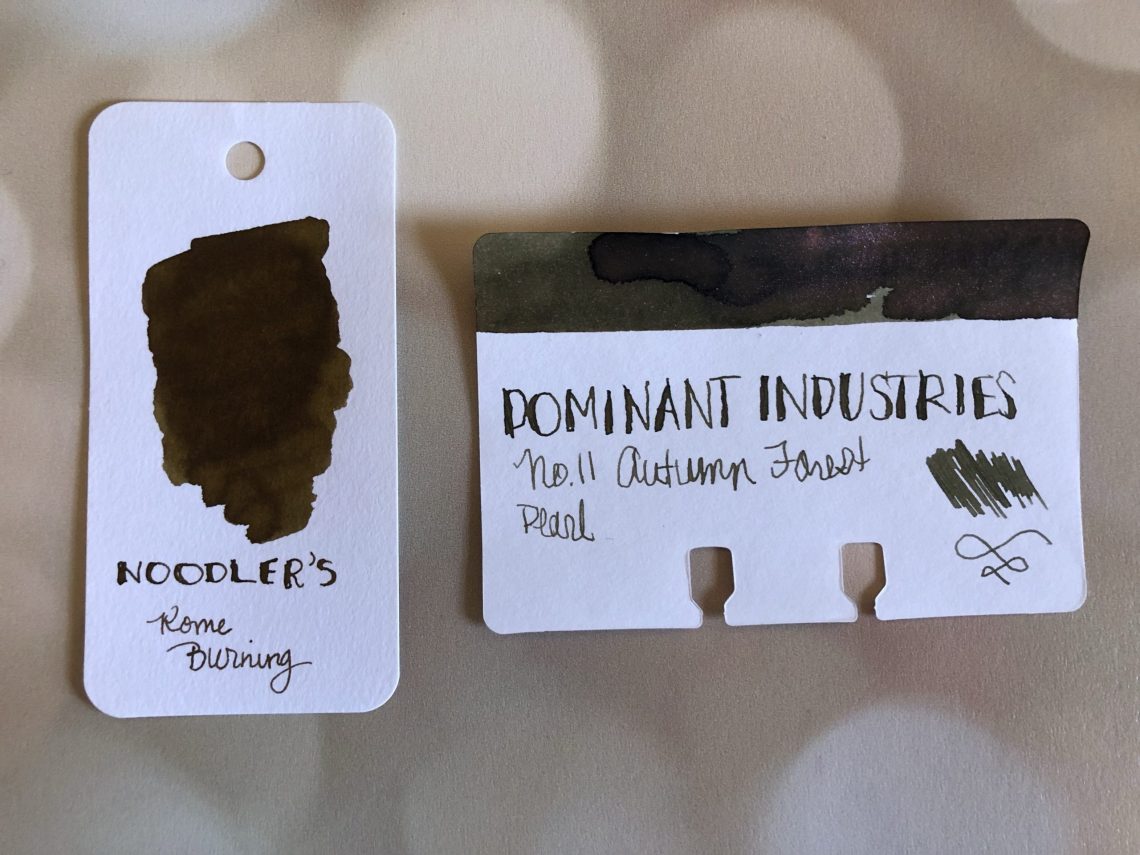 NOODLER'S
Rome
Burning
DOMINANT INDUSTRIES
No.11 Autumn Forest
Pearl